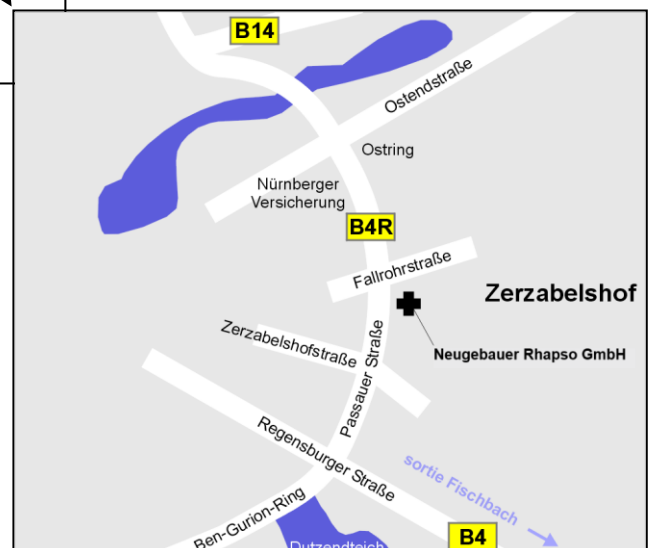 B14
Ostendstraße
Ostring
Nürnberger
Versicherung
B4R
Fallrohrstraße
Zerzabelshof
Zerzabelshofstraße
Passauer Straße
Neugebauer Rhapso GmbH
Regensburger Straße
sortie Fischbach
Ben-Gurion-Ring
B4
Dutzendteich